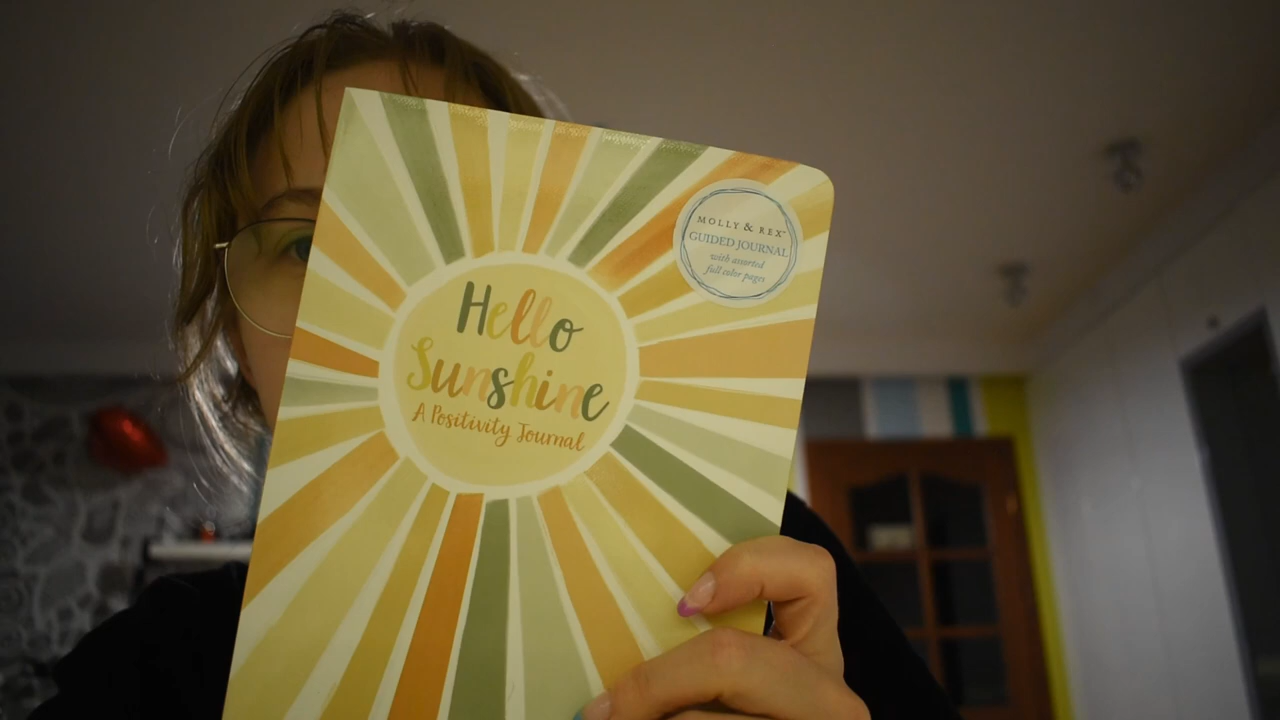 MOLLY & REX®
GUIDED JOURNAL
with assorted
full color pages
Hello
Sunshine
A Positivity Journal